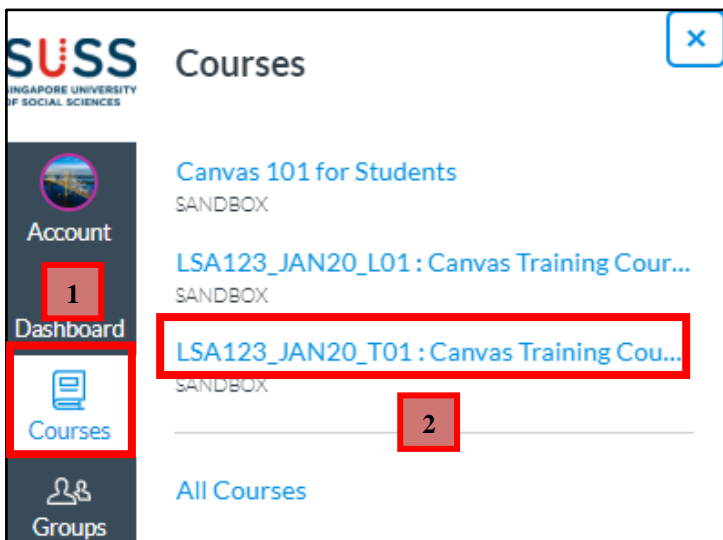 SUSS
SINGAPORE UNIVERSITY
OF SOCIAL SCIENCES
Courses
×
Account
1
Dashboard
Courses
Groups
Canvas 101 for Students
SANDBOX
LSA123_JAN20_L01 : Canvas Training Cour...
SANDBOX
LSA123_JAN20_T01 : Canvas Training Cou...
SANDBOX
2
All Courses